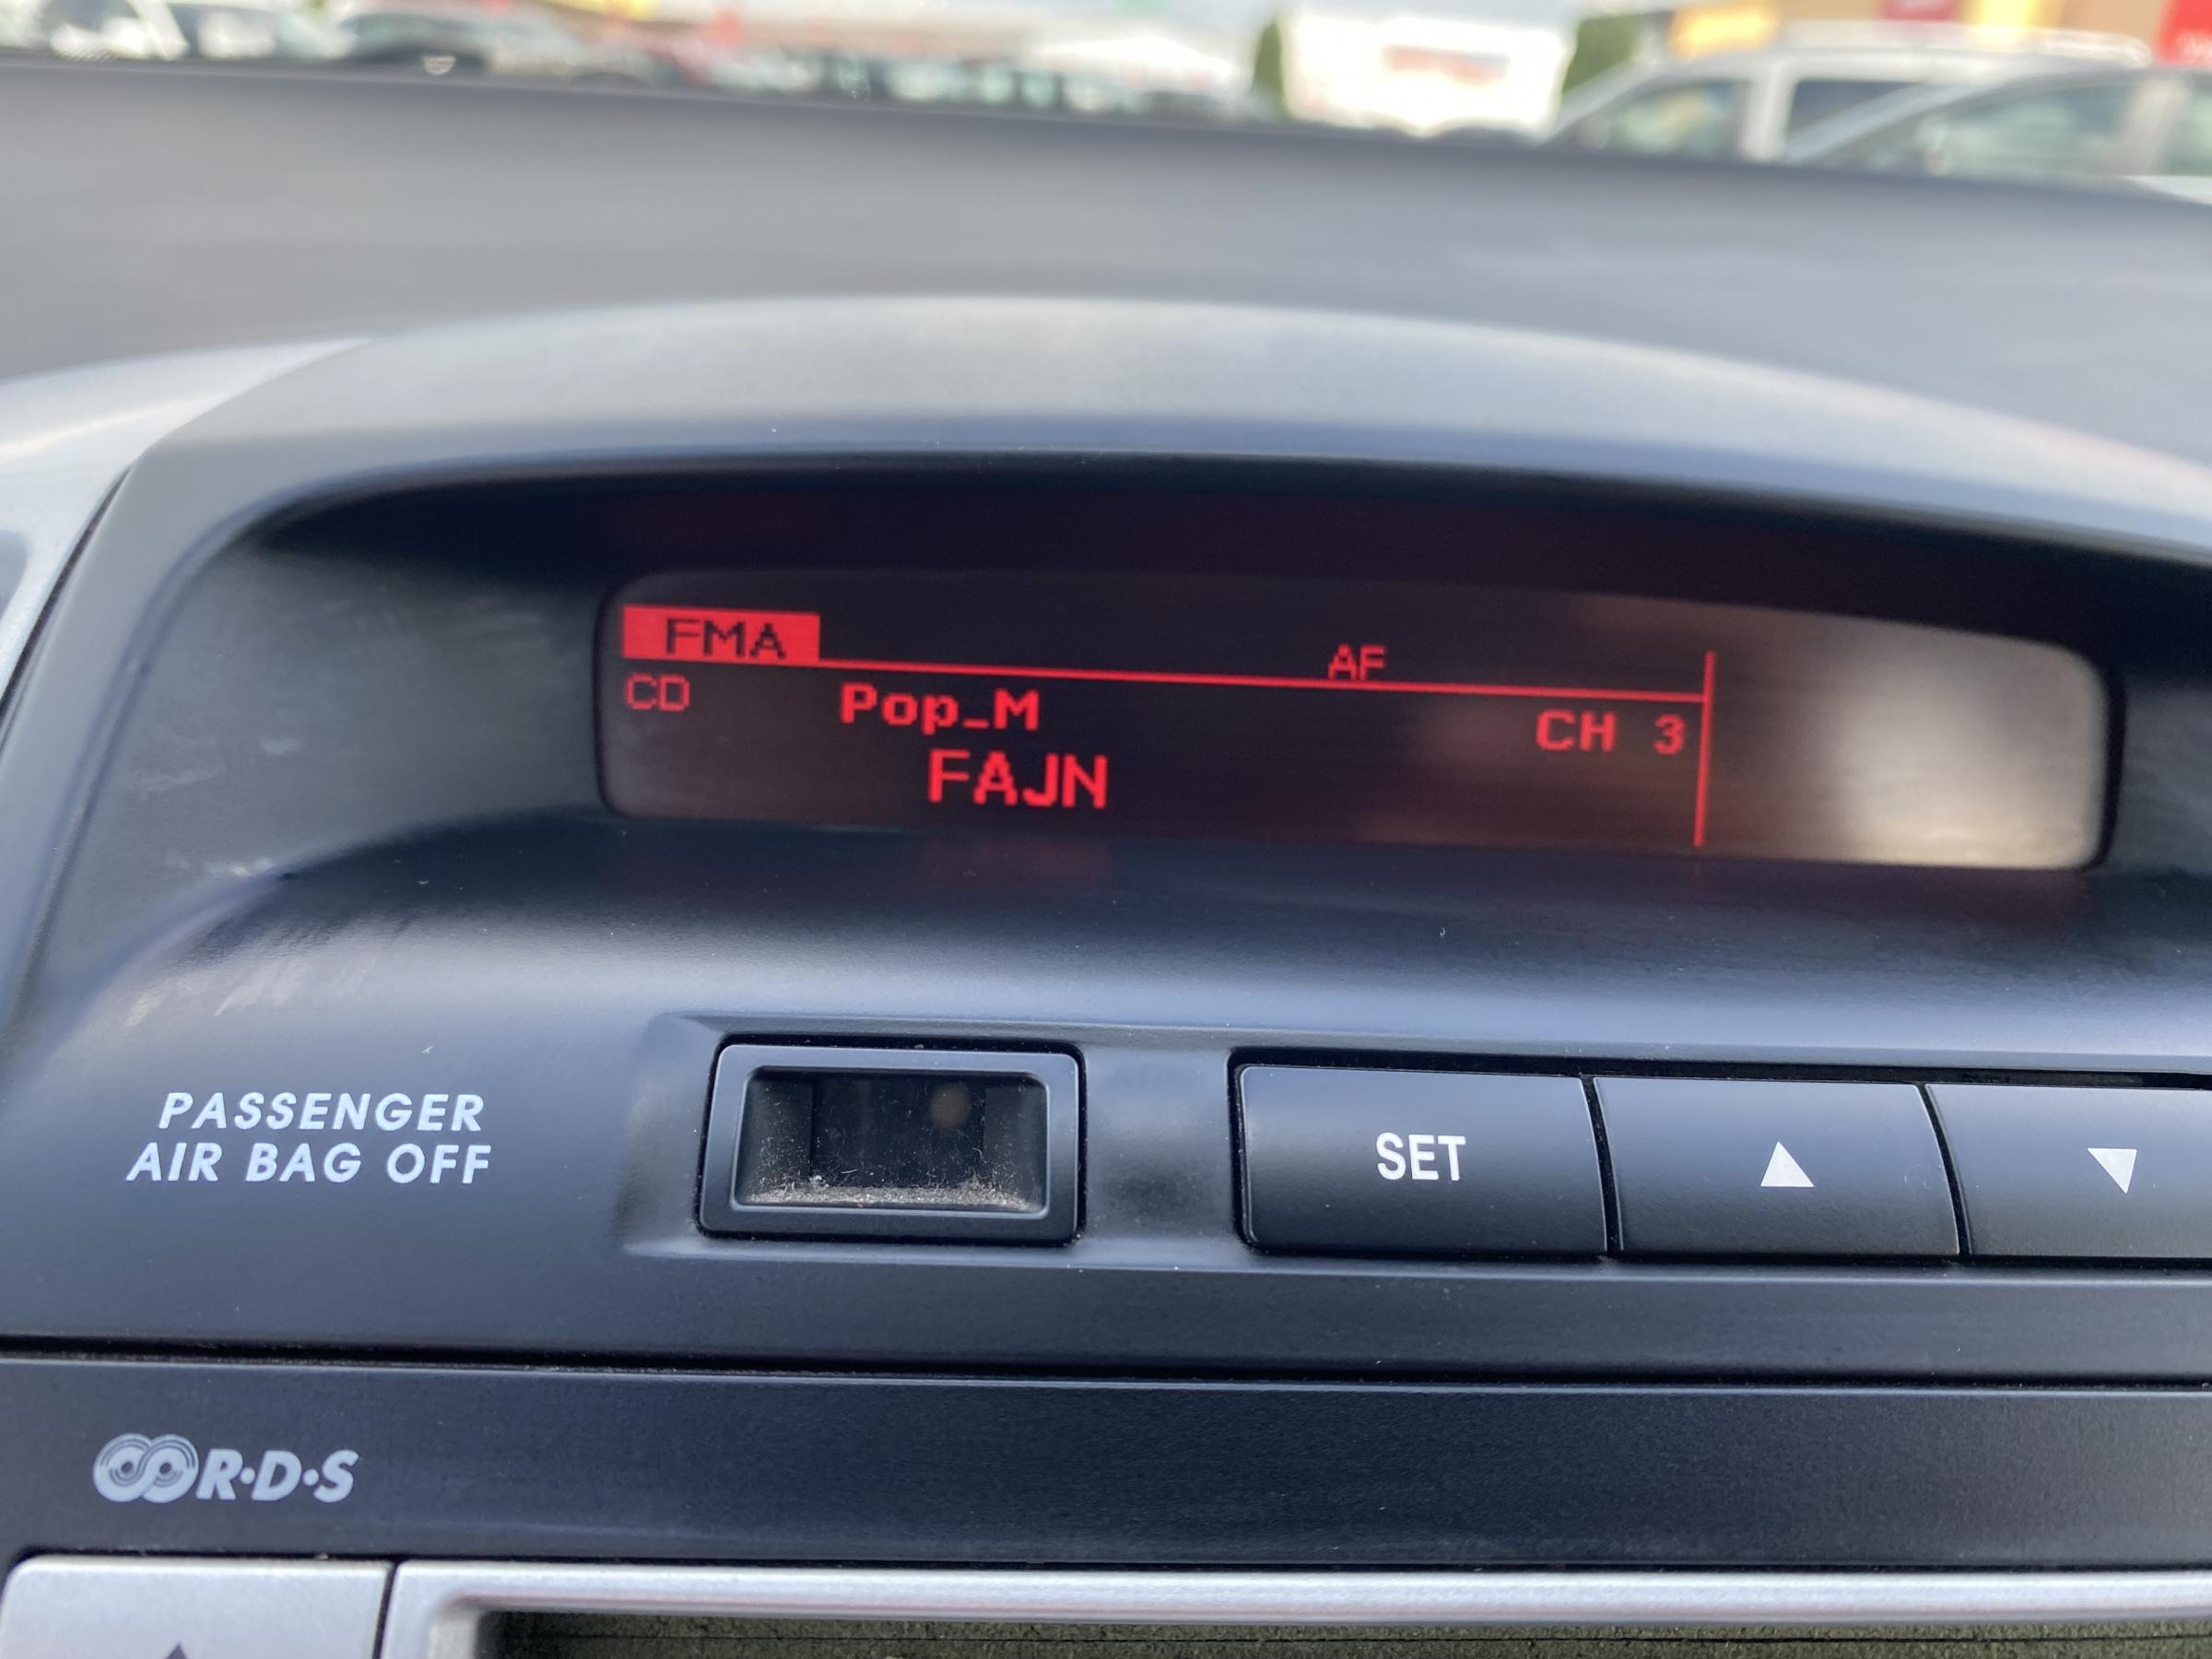 FMA
AF
CD Pop_M CH 3
FAJN
PASSENGER
AIR BAG OFF
SET
R·D·S